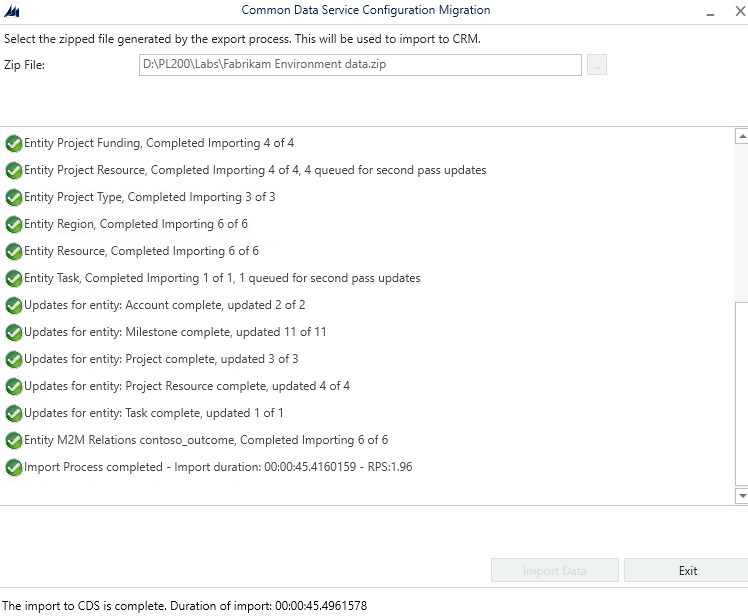 Common Data Service Configuration Migration
Select the zipped file generated by the export process. This will be used to import to CRM.
Zip File:
D:\PL200\Labs\Fabrikam Environment data.zip
...
Entity Project Funding, Completed Importing 4 of 4
Entity Project Resource, Completed Importing 4 of 4, 4 queued for second pass updates
Entity Project Type, Completed Importing 3 of 3
Entity Region, Completed Importing 6 of 6
Entity Resource, Completed Importing 6 of 6
Entity Task, Completed Importing 1 of 1, 1 queued for second pass updates
Updates for entity: Account complete, updated 2 of 2
Updates for entity: Milestone complete, updated 11 of 11
Updates for entity: Project complete, updated 3 of 3
Updates for entity: Project Resource complete, updated 4 of 4
Updates for entity: Task complete, updated 1 of 1
Entity M2M Relations contoso_outcome, Completed Importing 6 of 6
Import Process completed - Import duration: 00:00:45.4160159 - RPS:1.96
Import Data
Exit
The import to CDS is complete. Duration of import: 00:00:45.4961578